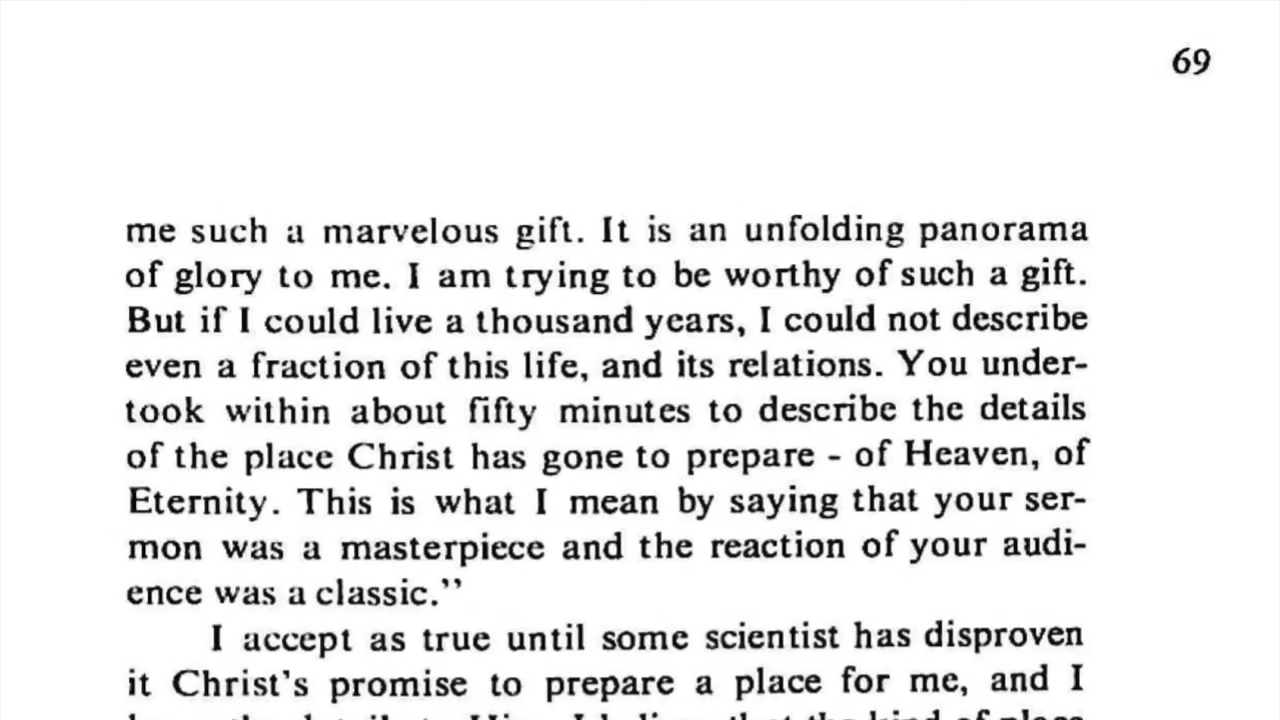 69
me such a marvelous gift. It is an unfolding panorama
of glory to me. I am trying to be worthy of such a gift.
But if I could live a thousand years, I could not describe
even a fraction of this life, and its relations. You under-
took within about fifty minutes to describe the details
of the place Christ has gone to prepare - of Heaven, of
Eternity. This is what I mean by saying that your ser-
mon was a masterpiece and the reaction of your audi-
ence was a classic.”
I accept as true until some scientist has disproven
it Christ's promise to prepare a place for me, and I